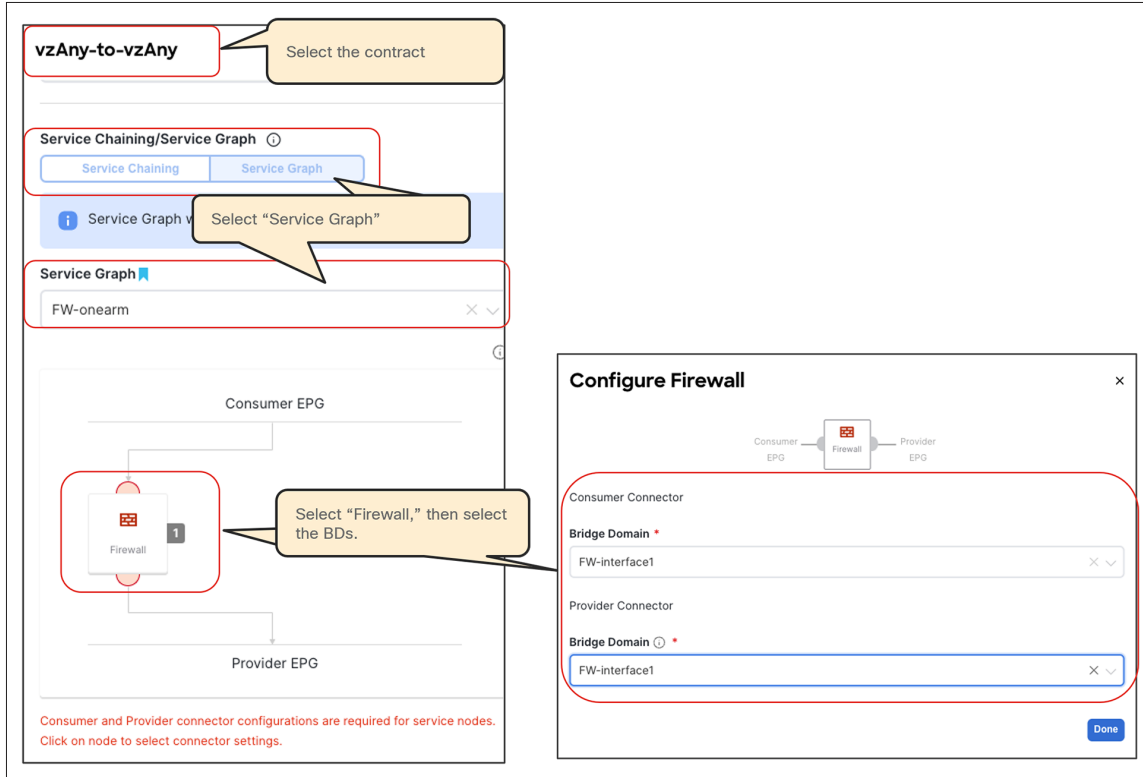 vzAny-to-vzAny
Select the contract
Service Chaining/Service Graph
Service Chaining
Service Graph
Service Graph
Select “Service Graph”
Service Graph
FW-onearm
Consumer EPG
Firewall
1
Select “Firewall,” then select
the BDs.
Provider EPG
Consumer and Provider connector configurations are required for service nodes.
Click on node to select connector settings.
Configure Firewall
Consumer
EPG
Firewall
Provider
EPG
Consumer Connector
Bridge Domain *
FW-interface1
Provider Connector
Bridge Domain *
FW-interface1
Done